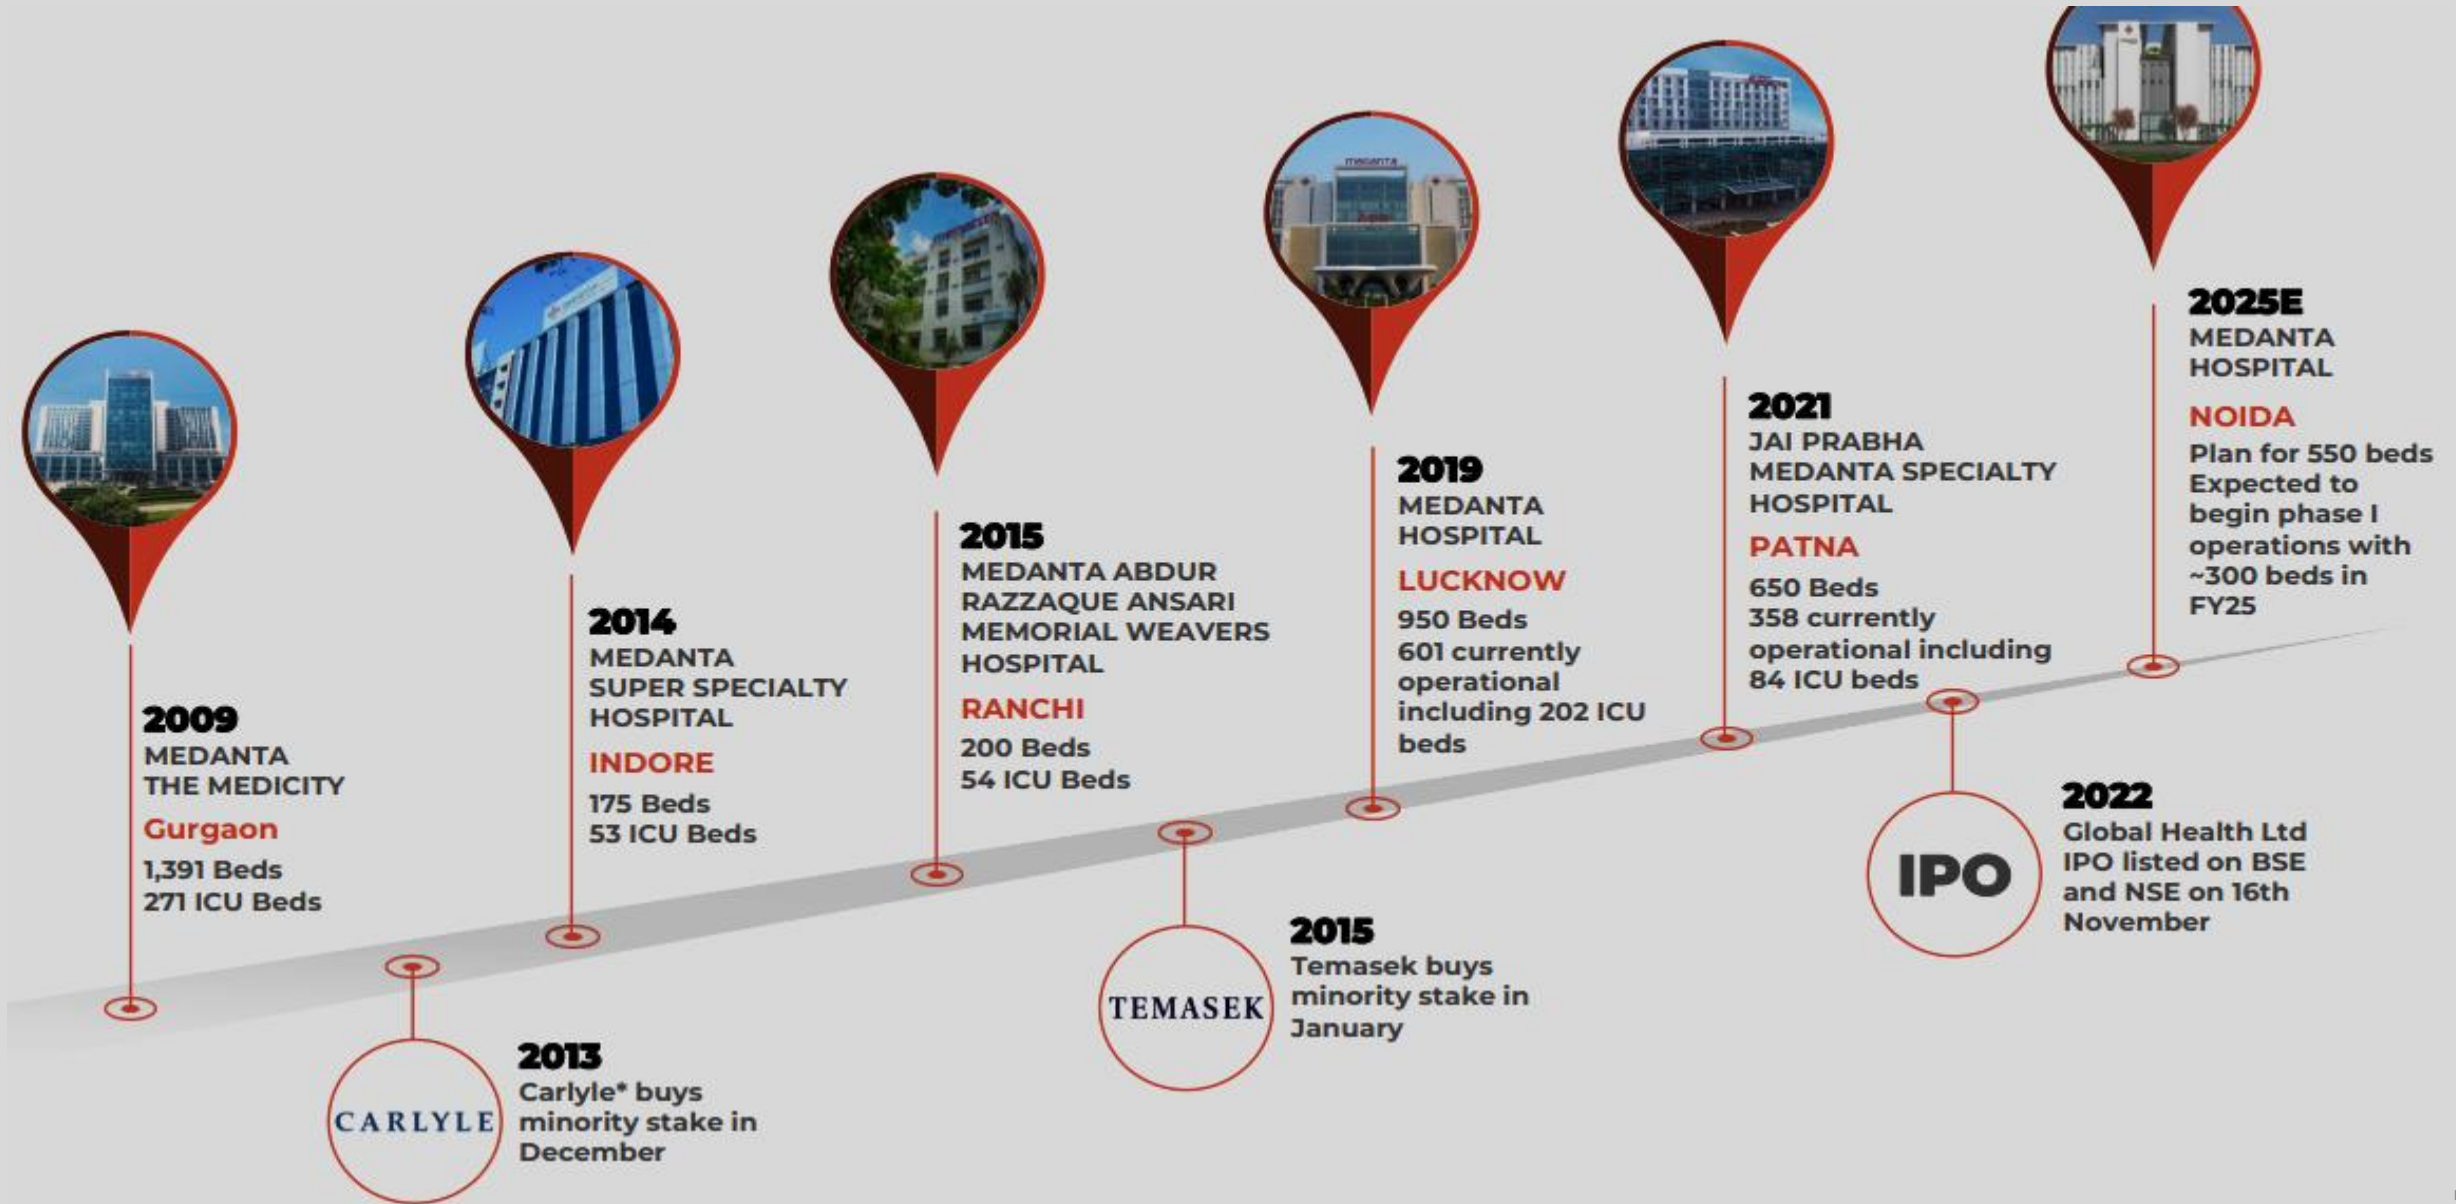 2009
MEDANTA
THE MEDICITY
Gurgaon
1,391 Beds
271 ICU Beds
CARLYLE
2013
Carlyle* buys
minority stake in
December
2014
MEDANTA
SUPER SPECIALTY
HOSPITAL
INDORE
175 Beds
53 ICU Beds
2015
MEDANTA ABDUR
RAZZAQUE ANSARI
MEMORIAL WEAVERS
HOSPITAL
RANCHI
200 Beds
54 ICU Beds
TEMASEK
2015
Temasek buys
minority stake in
January
medanta
2019
MEDANTA
HOSPITAL
LUCKNOW
950 Beds
601 currently
operational
including 202 ICU
beds
2021
JAI PRABHA
MEDANTA SPECIALTY
HOSPITAL
PATNA
650 Beds
358 currently
operational including
84 ICU beds
IPO
2022
Global Health Ltd
IPO listed on BSE
and NSE on 16th
November
2025E
MEDANTA
HOSPITAL
NOIDA
Plan for 550 beds
Expected to
begin phase I
operations with
~300 beds in
FY25